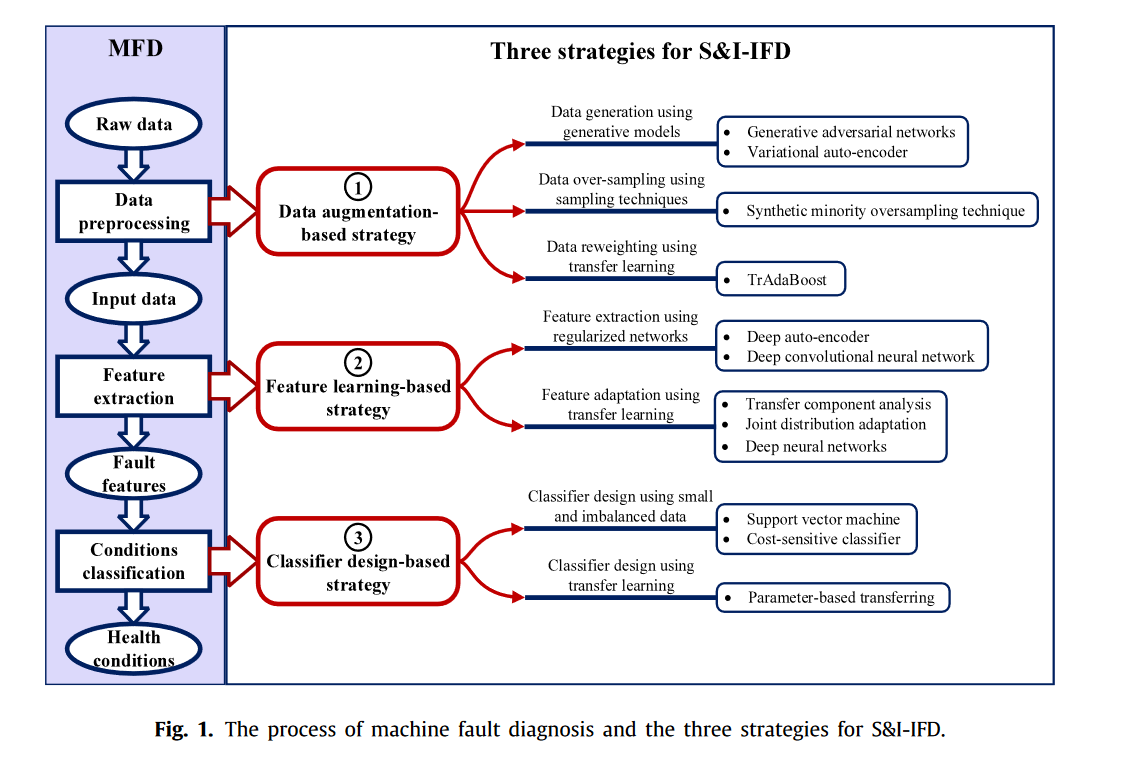 MFD
Three strategies for S&I-IFD
Raw data
Data
preprocessing
Input data
Feature
extraction
Fault
features
Conditions
classification
Health
conditions
1
Data augmentation-
based strategy
Data generation using
generative models
• Generative adversarial networks
• Variational auto-encoder
Data over-sampling using
sampling techniques
• Synthetic minority oversampling technique
Data reweighting using
transfer learning
• TrAdaBoost
2
Feature learning-based
strategy
Feature extraction using
regularized networks
• Deep auto-encoder
• Deep convolutional neural network
Feature adaptation using
transfer learning
• Transfer component analysis
• Joint distribution adaptation
• Deep neural networks
3
Classifier design-based
strategy
Classifier design using small
and imbalanced data
• Support vector machine
• Cost-sensitive classifier
Classifier design using
transfer learning
• Parameter-based transferring
Fig. 1. The process of machine fault diagnosis and the three strategies for S&I-IFD.